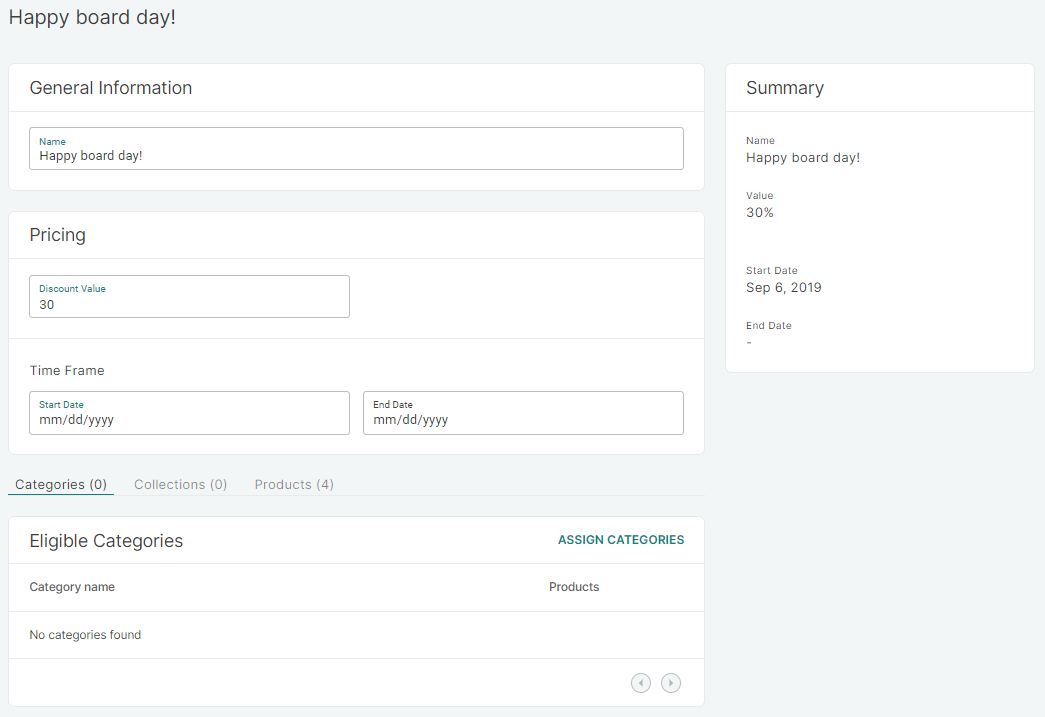 Happy board day!
General Information
Name
Happy board day!
Pricing
Discount Value
30
Time Frame
Start Date
mm/dd/yyyy
End Date
mm/dd/yyyy
Categories (0) Collections (0) Products (4)
Eligible Categories ASSIGN CATEGORIES
Category name Products
No categories found
Summary
Name
Happy board day!
Value
30%
Start Date
Sep 6, 2019
End Date
-